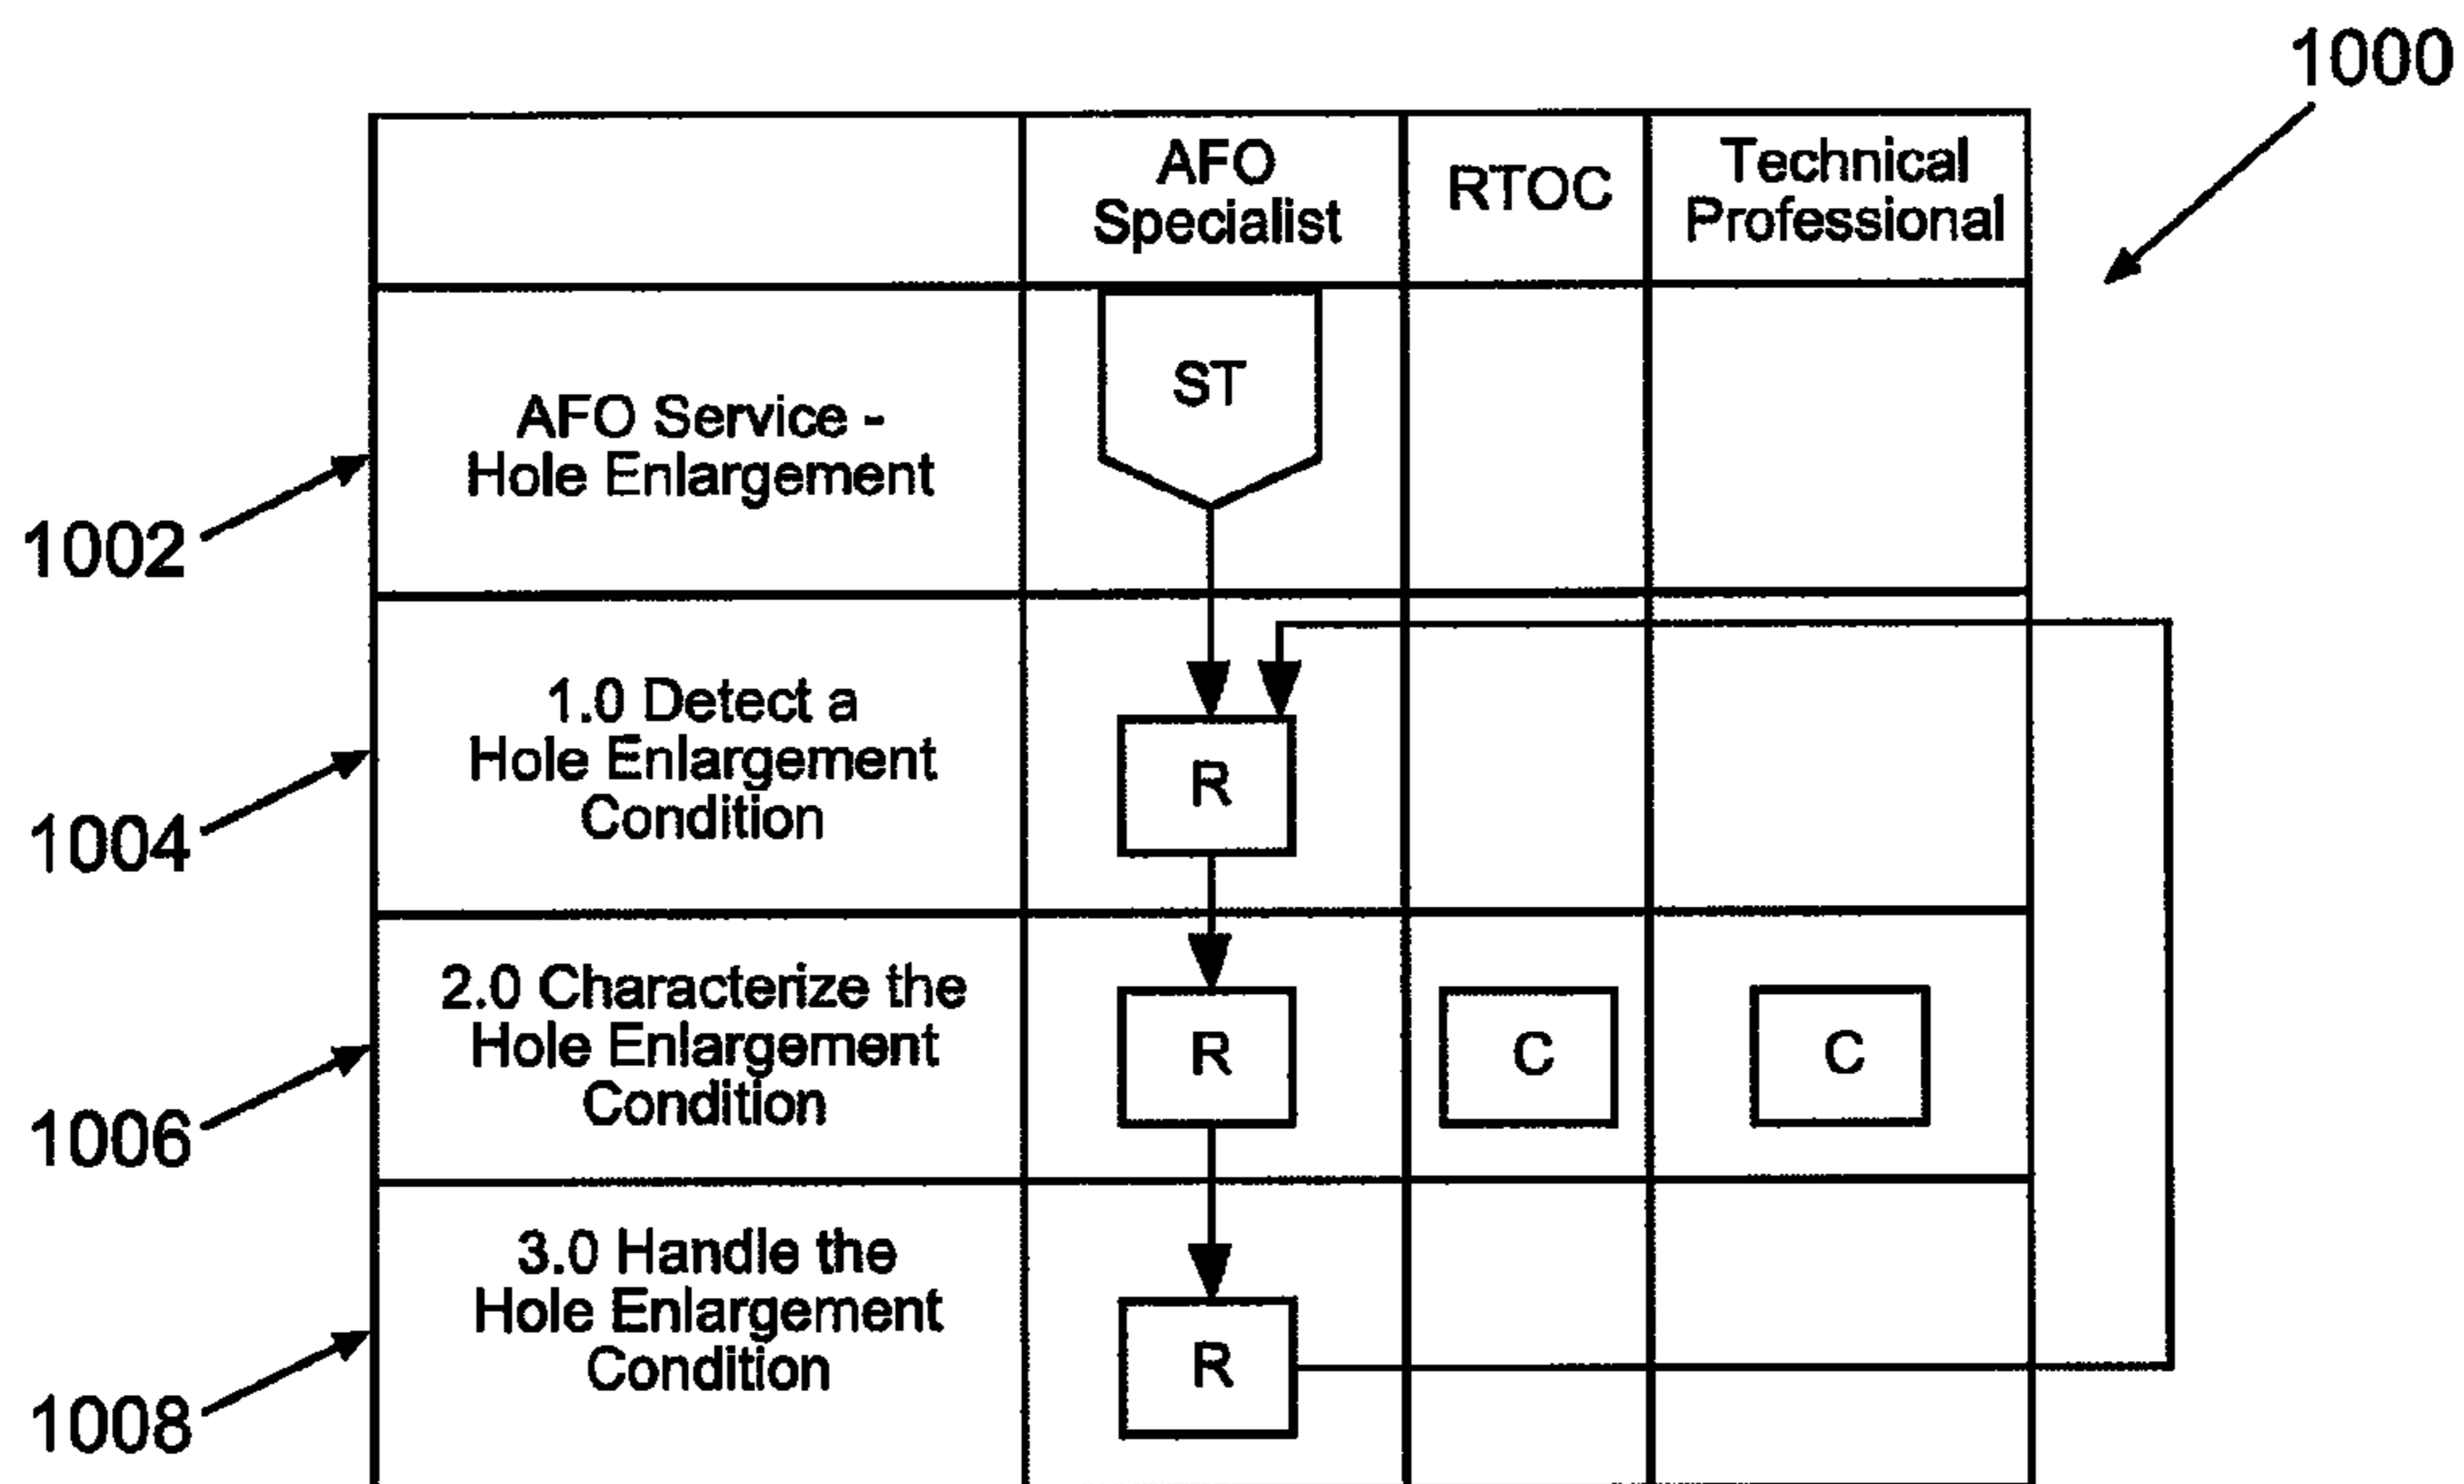 1000
AFO
Specialist
RTOC
Technical
Professional
AFO Service -
Hole Enlargement
ST
1002
1.0 Detect a
Hole Enlargement
Condition
R
1004
2.0 Characterize the
Hole Enlargement
Condition
R
C
C
1006
3.0 Handle the
Hole Enlargement
Condition
R
1008